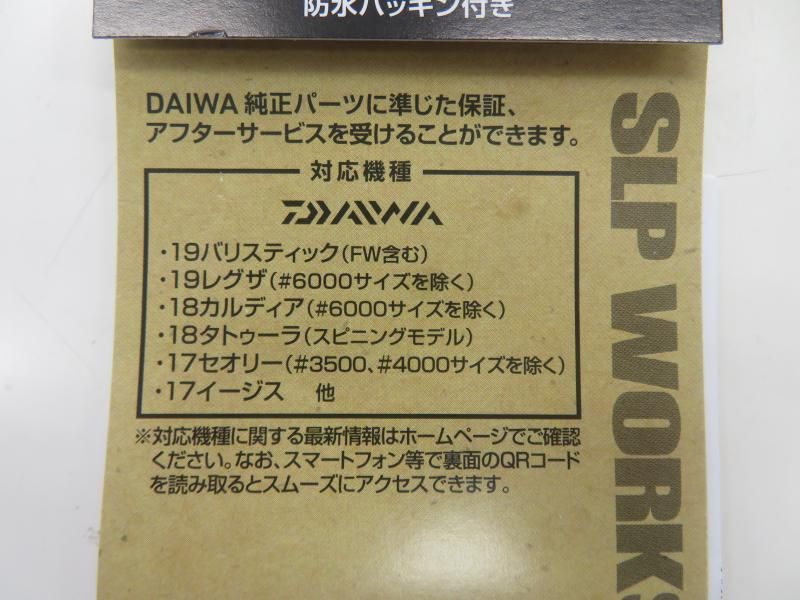 防水パッキン付き
DAIWA 純正パーツに準じた保証、
アフターサービスを受けることができます。
対応機種
DAIWA
・19バリスティック(FW含む)
・19レグザ(#6000サイズを除く)
・18カルディア(#6000サイズを除く)
・18タトゥーラ(スピニングモデル)
・17セオリー(#3500、#4000サイズを除く)
・17イージス 他
※対応機種に関する最新情報はホームページでご確認
ください。なお、スマートフォン等で裏面のQRコード
を読み取るとスムーズにアクセスできます。
SLP WORKS